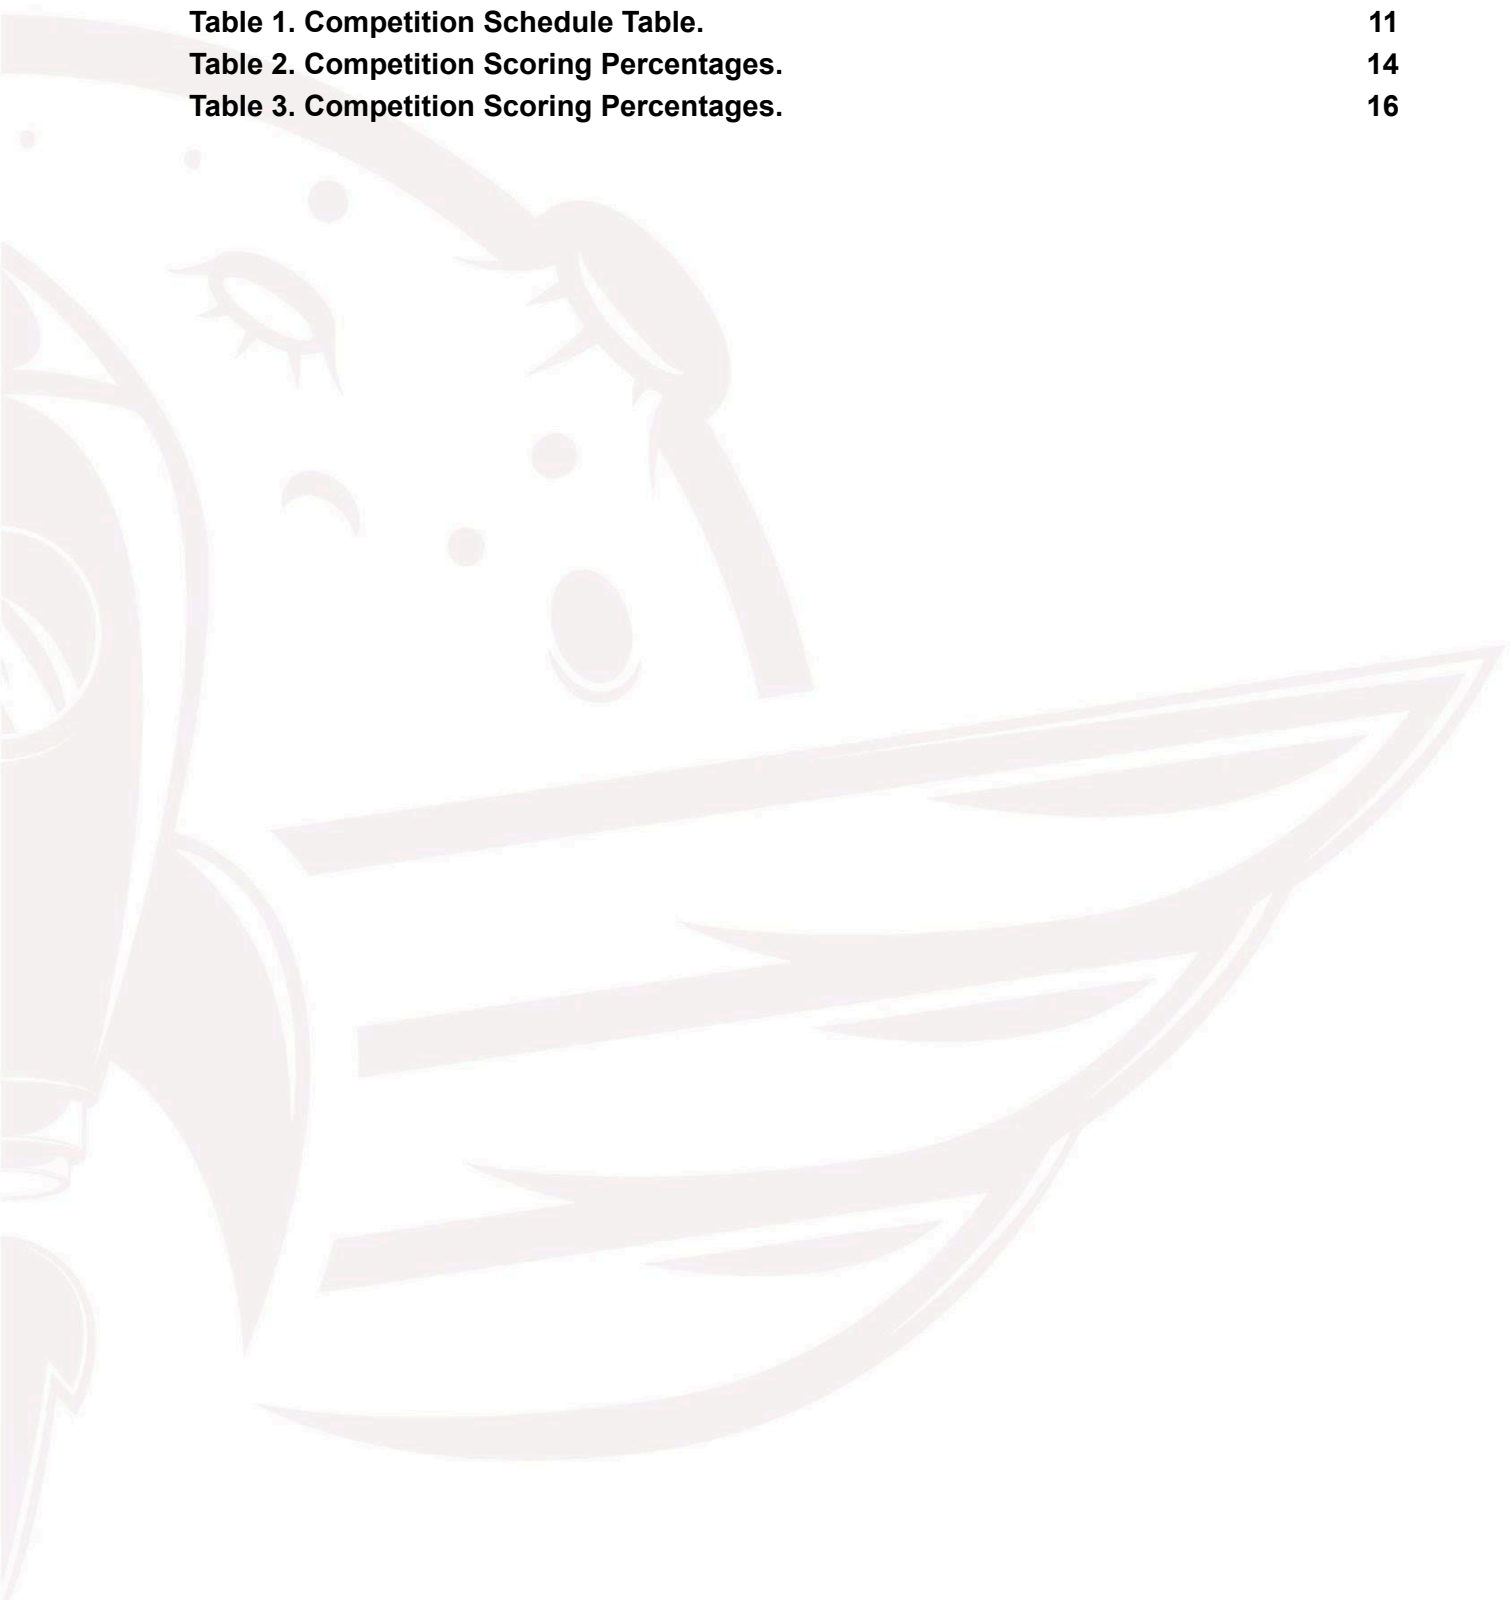 Table 1. Competition Schedule Table. 11
Table 2. Competition Scoring Percentages. 14
Table 3. Competition Scoring Percentages. 16